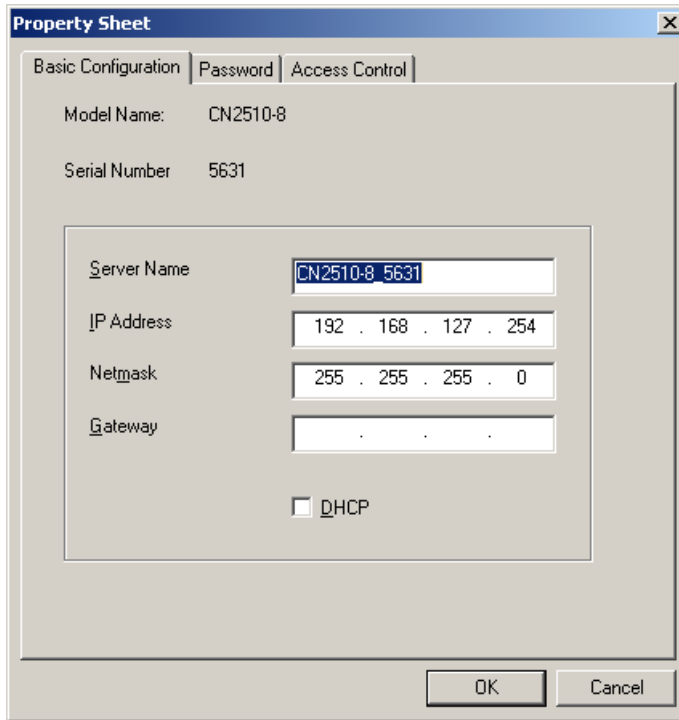 Property Sheet
Basic Configuration Password Access Control
Model Name: CN2510-8
Serial Number 5631
Server Name CN2510-8_5631
IP Address 192 . 168 . 127 . 254
Netmask 255 . 255 . 255 . 0
Gateway . . .
DHCP
OK Cancel